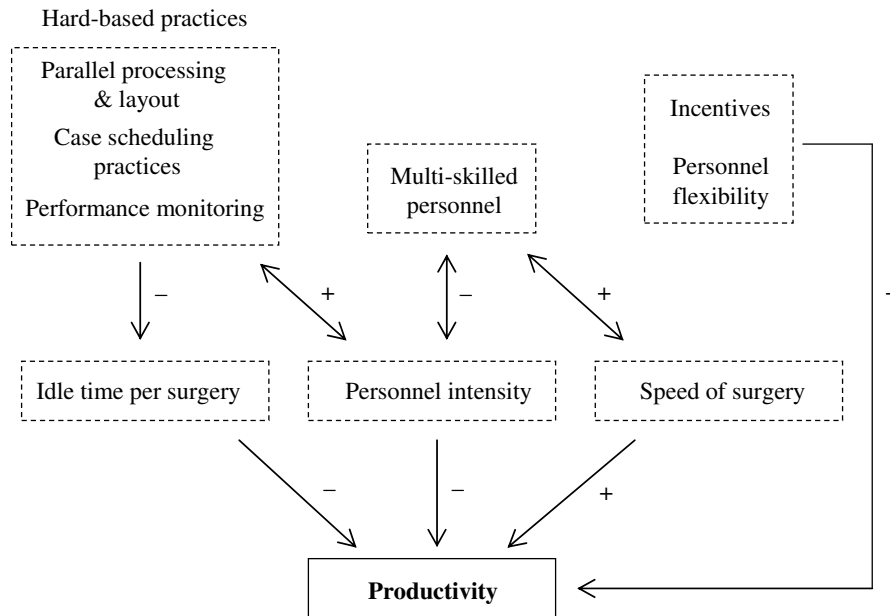 Hard-based practices
Parallel processing
& layout
Case scheduling
practices
Performance monitoring
Multi-skilled
personnel
Incentives
Personnel
flexibility
–
+
–
+
Idle time per surgery
Personnel intensity
Speed of surgery
–
–
+
Productivity